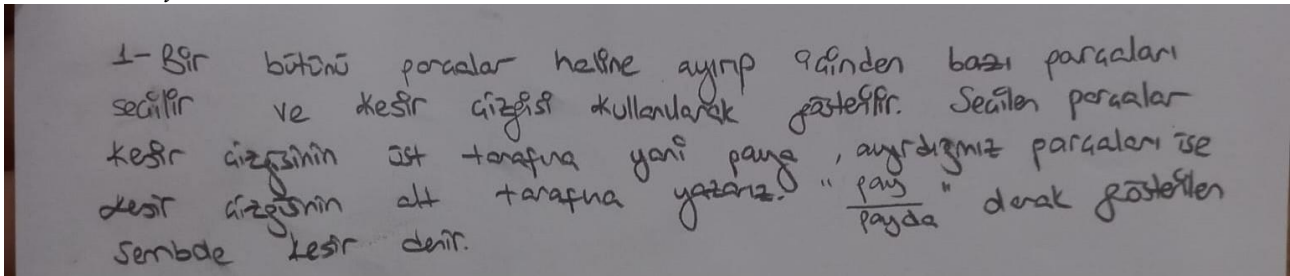 1- Bir bütünü parçalar haline ayırıp içinden bazı parçaları
seçilir ve kesir çizgisi kullanılarak gösterilir. Seçilen parçalar
kesir çizgisinin üst tarafına yani paya, ayırdığımız parçaları ise
kesir çizgisinin alt tarafına yazarız. " pay/payda " olarak gösterilen
sembole kesir denir.